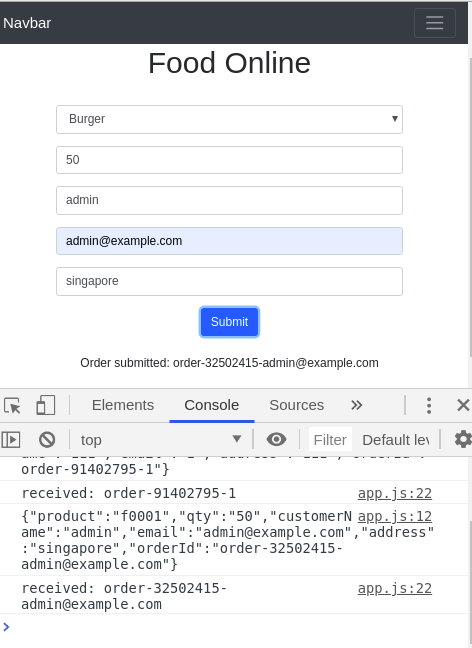 Navbar
Food Online
Burger
50
admin
admin@example.com
singapore
Submit
Order submitted: order-32502415-admin@example.com
Elements Console Sources
top Filter Default lev
order-91402795-1"}
received: order-91402795-1 app.js:22
{"product":"f0001","qty":"50","customerN app.js:12
ame":"admin","email":"admin@example.com","address"
:"singapore","orderId":"order-32502415-
admin@example.com"}
received: order-32502415- app.js:22
admin@example.com